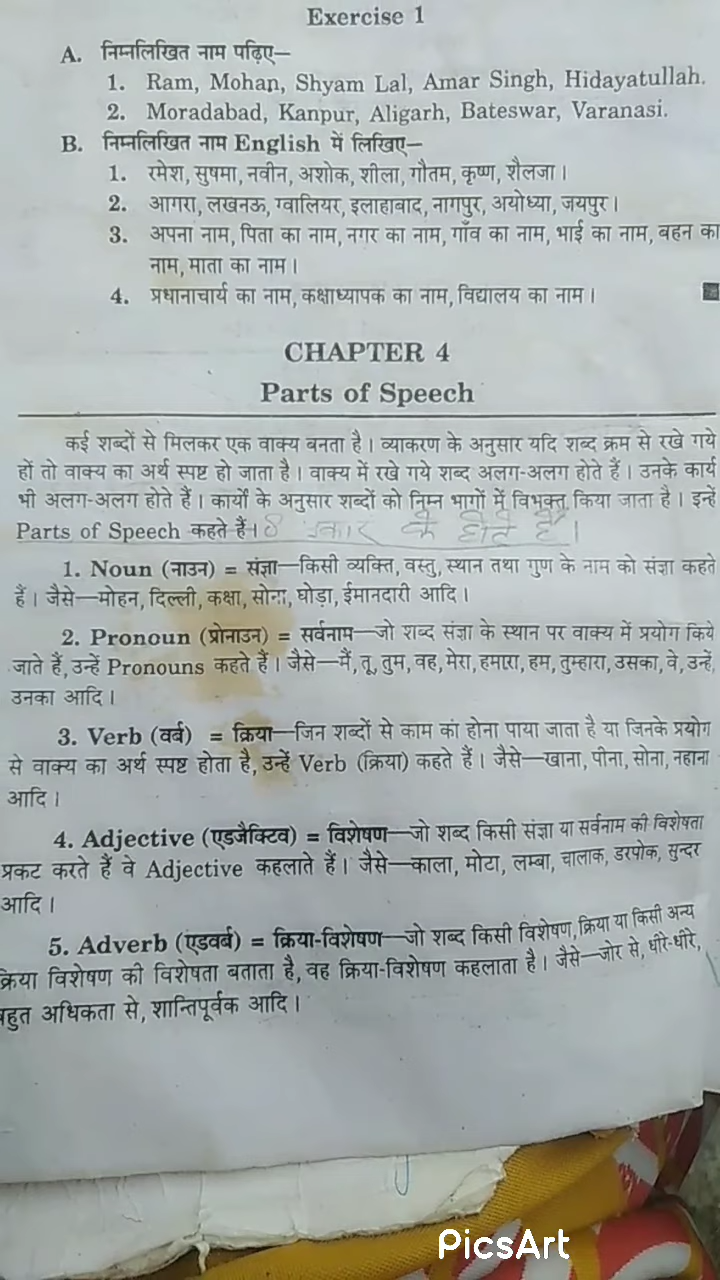 Exercise 1
A. निम्नलिखित नाम पढ़िए—
1. Ram, Mohan, Shyam Lal, Amar Singh, Hidayatullah.
2. Moradabad, Kanpur, Aligarh, Bateswar, Varanasi.
B. निम्नलिखित नाम English में लिखिए—
1. रमेश, सुषमा, नवीन, अशोक, शीला, गौतम, कृष्ण, शैलजा।
2. आगरा, लखनऊ, ग्वालियर, इलाहाबाद, नागपुर, अयोध्या, जयपुर।
3. अपना नाम, पिता का नाम, नगर का नाम, गाँव का नाम, भाई का नाम, बहन का
नाम, माता का नाम।
4. प्रधानाचार्य का नाम, कक्षाध्यापक का नाम, विद्यालय का नाम।
CHAPTER 4
Parts of Speech
कई शब्दों से मिलकर एक वाक्य बनता है। व्याकरण के अनुसार यदि शब्द क्रम से रखे गये
हों तो वाक्य का अर्थ स्पष्ट हो जाता है। वाक्य में रखे गये शब्द अलग-अलग होते हैं। उनके कार्य
भी अलग-अलग होते हैं। कार्यों के अनुसार शब्दों को निम्न भागों में विभक्त किया जाता है। इन्हें
Parts of Speech कहते हैं। 8 के होते हैं।
1. Noun (नाउन) = संज्ञा—किसी व्यक्ति, वस्तु, स्थान तथा गुण के नाम को संज्ञा कहते
हैं। जैसे—मोहन, दिल्ली, कक्षा, सोना, घोड़ा, ईमानदारी आदि।
2. Pronoun (प्रोनाउन) = सर्वनाम—जो शब्द संज्ञा के स्थान पर वाक्य में प्रयोग किये
जाते हैं, उन्हें Pronouns कहते हैं। जैसे—मैं, तू, तुम, वह, मेरा, हमारा, हम, तुम्हारा, उसका, वे, उन्हें,
उनका आदि।
3. Verb (वर्ब) = क्रिया—जिन शब्दों से काम का होना पाया जाता है या जिनके प्रयोग
से वाक्य का अर्थ स्पष्ट होता है, उन्हें Verb (क्रिया) कहते हैं। जैसे—खाना, पीना, सोना, नहाना
आदि।
4. Adjective (एडजैक्टिव) = विशेषण—जो शब्द किसी संज्ञा या सर्वनाम की विशेषता
प्रकट करते हैं वे Adjective कहलाते हैं। जैसे—काला, मोटा, लम्बा, चालाक, डरपोक, सुन्दर
आदि।
5. Adverb (एडवर्ब) = क्रिया-विशेषण—जो शब्द किसी विशेषण, क्रिया या किसी अन्य
क्रिया विशेषण की विशेषता बताता है, वह क्रिया-विशेषण कहलाता है। जैसे—जोर से, धीरे-धीरे,
बहुत अधिकता से, शान्तिपूर्वक आदि।
PicsArt